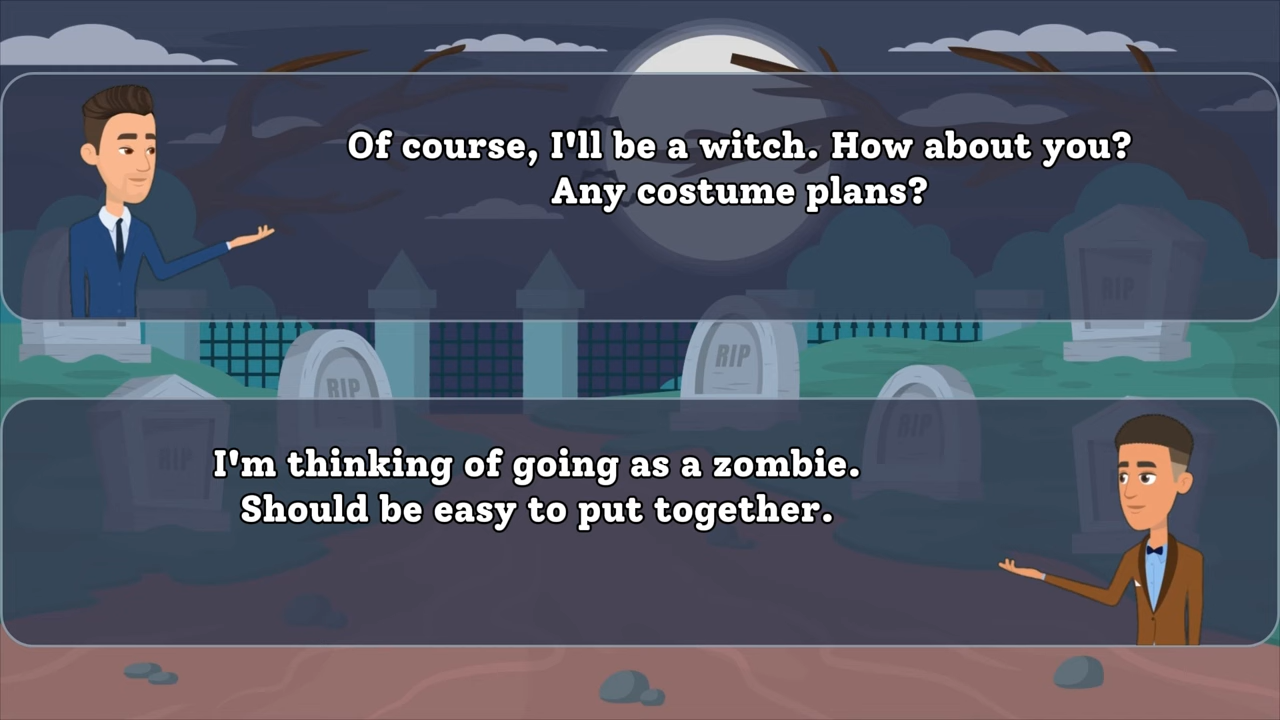 Of course, I'll be a witch. How about you?
Any costume plans?
RIP
RIP
RIP
RIP
RIP
I'm thinking of going as a zombie.
Should be easy to put together.